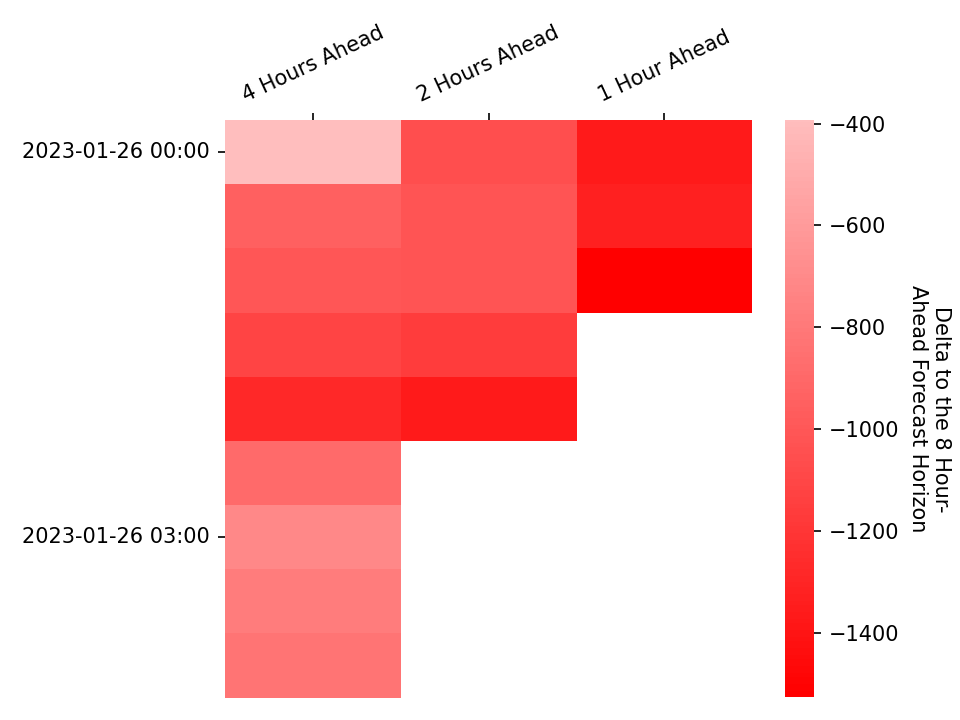 4 Hours Ahead
2 Hours Ahead
1 Hour Ahead
2023-01-26 00:00
2023-01-26 03:00
−400
−600
−800
−1000
−1200
−1400
Delta to the 8 Hour-
Ahead Forecast Horizon